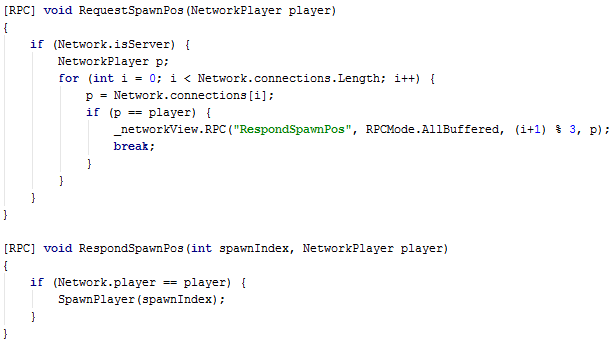 [RPC] void RequestSpawnPos(NetworkPlayer player)
{
    if (Network.isServer) {
        NetworkPlayer p;
        for (int i = 0; i < Network.connections.Length; i++) {
            p = Network.connections[i];
            if (p == player) {
                _networkView.RPC("RespondSpawnPos", RPCMode.AllBuffered, (i+1) % 3, p);
                break;
            }
        }
    }
}

[RPC] void RespondSpawnPos(int spawnIndex, NetworkPlayer player)
{
    if (Network.player == player) {
        SpawnPlayer(spawnIndex);
    }
}